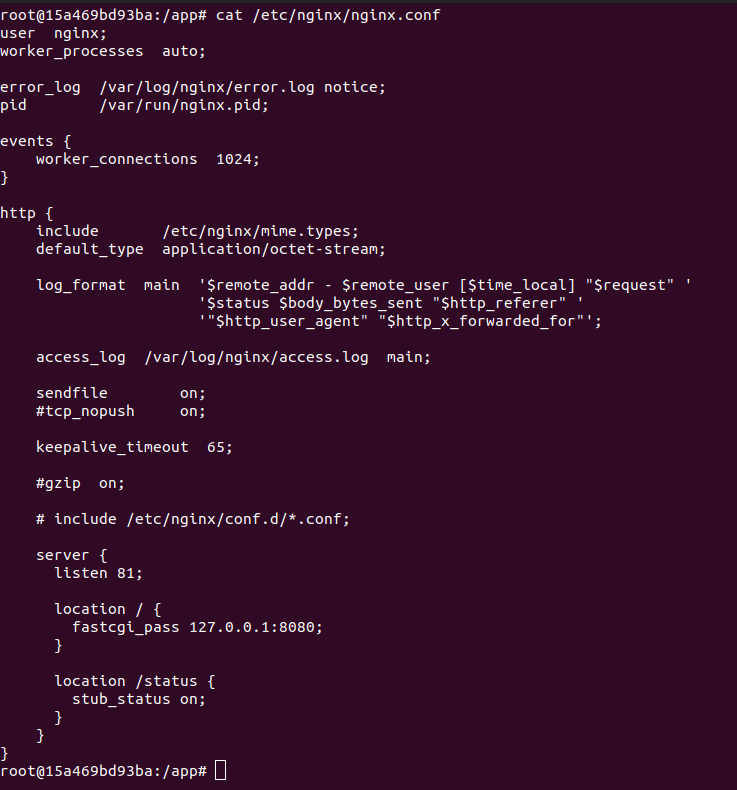 root@15a469bd93ba:/app# cat /etc/nginx/nginx.conf
user  nginx;
worker_processes  auto;

error_log  /var/log/nginx/error.log notice;
pid        /var/run/nginx.pid;

events {
    worker_connections  1024;
}

http {
    include       /etc/nginx/mime.types;
    default_type  application/octet-stream;

    log_format  main  '$remote_addr - $remote_user [$time_local] "$request" '
                      '$status $body_bytes_sent "$http_referer" '
                      '"$http_user_agent" "$http_x_forwarded_for"';

    access_log  /var/log/nginx/access.log  main;

    sendfile        on;
    #tcp_nopush     on;

    keepalive_timeout  65;

    #gzip  on;

    # include /etc/nginx/conf.d/*.conf;

    server {
      listen 81;

      location / {
        fastcgi_pass 127.0.0.1:8080;
      }

      location /status {
        stub_status on;
      }
    }
}
root@15a469bd93ba:/app#